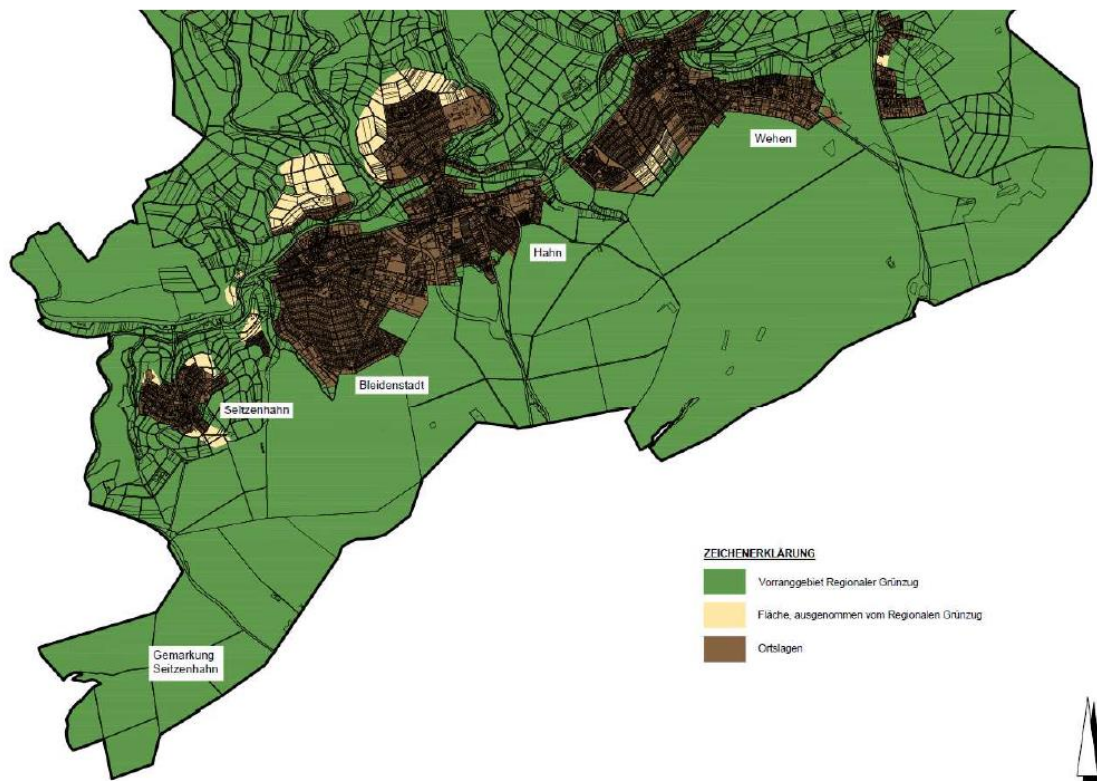 Wehen
Hahn
Bleidenstadt
Seitzenhahn
ZEICHENERKLÄRUNG
Vorranggebiet Regionaler Grünzug
Fläche, ausgenommen vom Regionalen Grünzug
Ortslagen
Gemarkung
Seitzenhahn